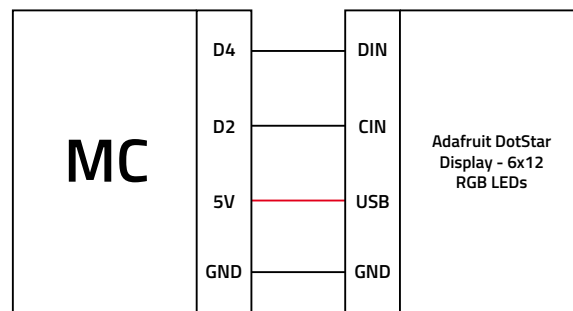 MC
D4
D2
5V
GND
DIN
CIN
USB
GND
Adafruit DotStar
Display - 6x12
RGB LEDs